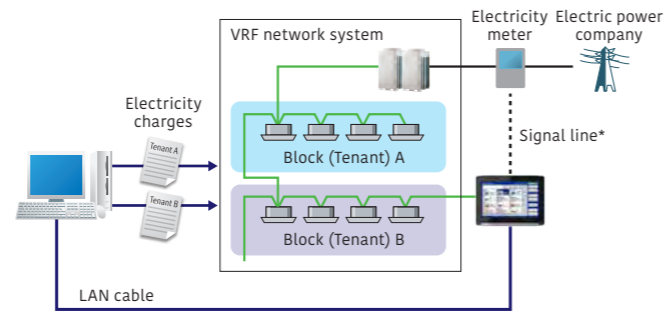 Electricity
meter
Electric power
company
VRF network system
Electricity
charges
Tenant A
Block (Tenant) A
Signal line*
Tenant B
Block (Tenant) B
LAN cable